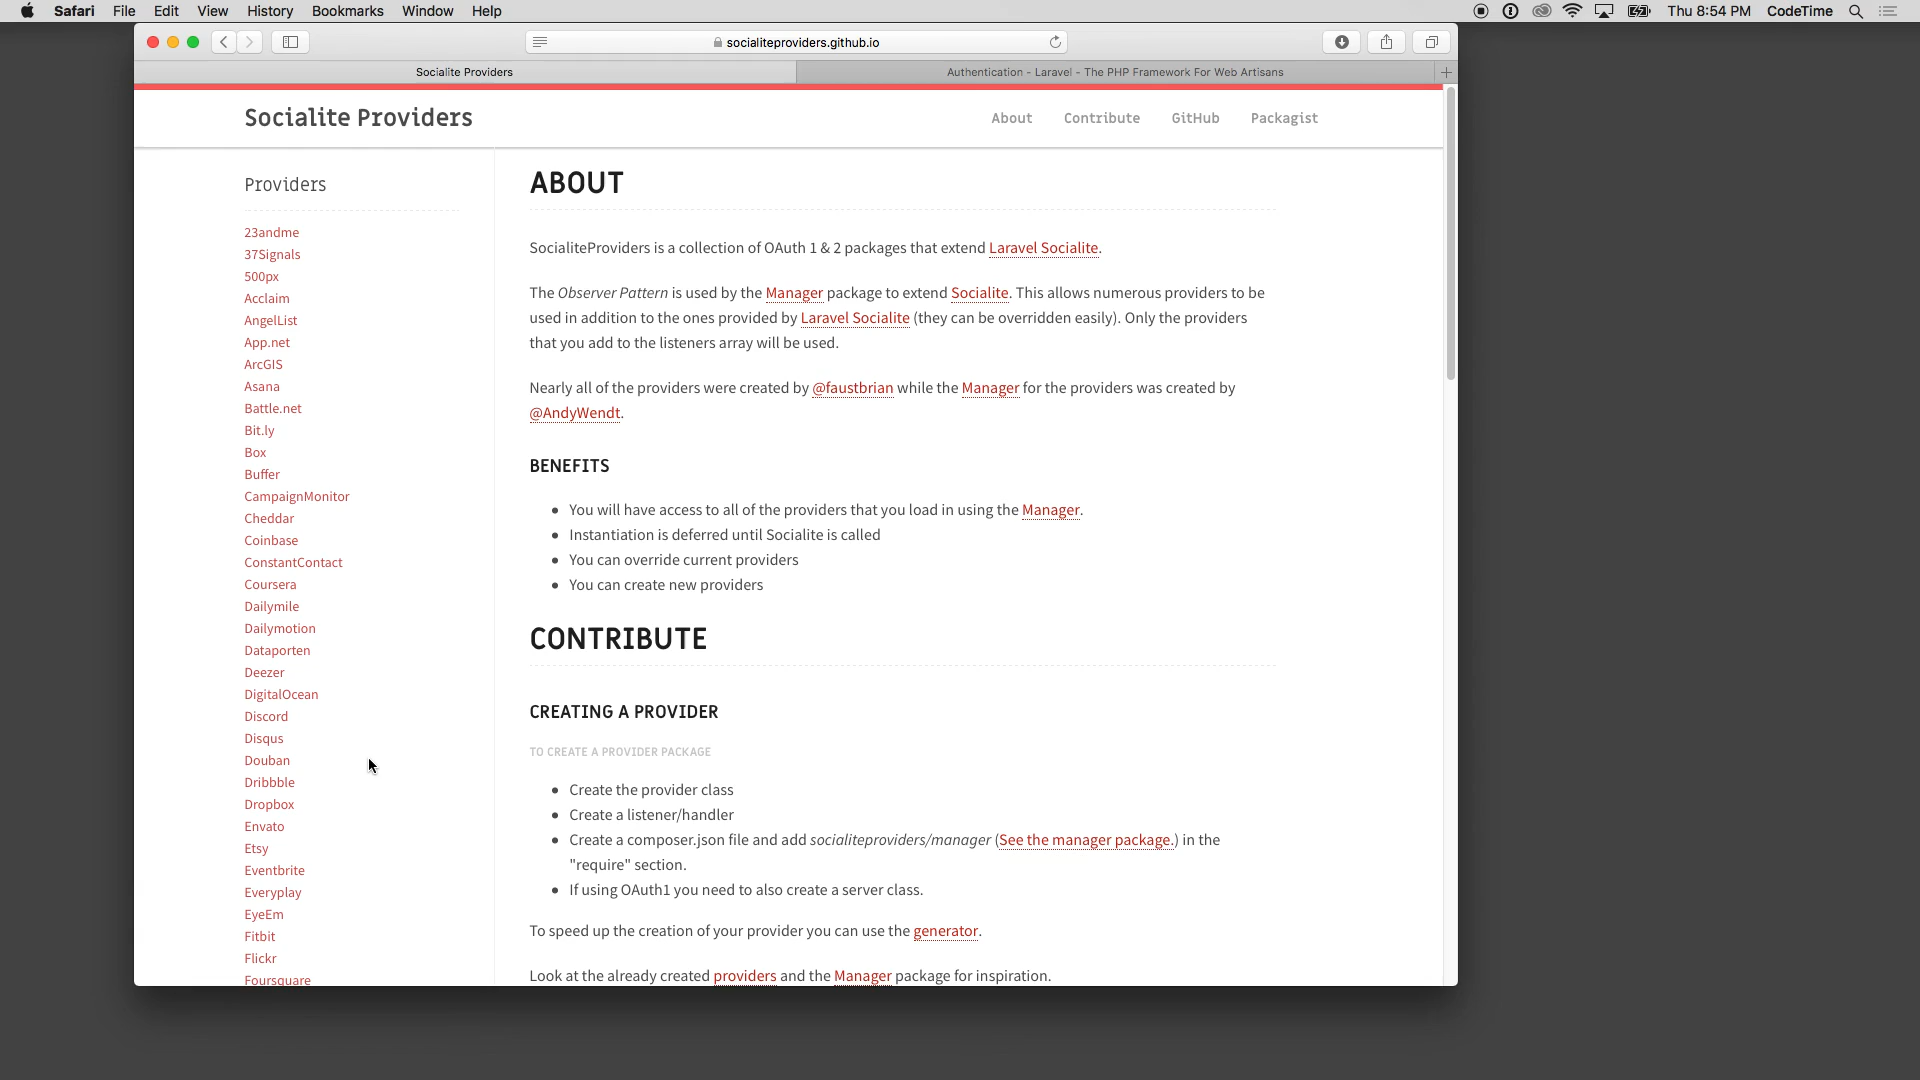 Safari File Edit View History Bookmarks Window Help Thu 8:54 PM CodeTime
socialiteproviders.github.io
Socialite Providers
Authentication - Laravel - The PHP Framework For Web Artisans
Socialite Providers
About Contribute GitHub Packagist
Providers
23andme
37Signals
500px
Acclaim
AngelList
App.net
ArcGIS
Asana
Battle.net
Bit.ly
Box
Buffer
CampaignMonitor
Cheddar
Coinbase
ConstantContact
Coursera
Dailymile
Dailymotion
Dataporten
Deezer
DigitalOcean
Discord
Disqus
Douban
Dribbble
Dropbox
Envato
Etsy
Eventbrite
Everyplay
EyeEm
Fitbit
Flickr
Foursquare
ABOUT
SocialiteProviders is a collection of OAuth 1 & 2 packages that extend Laravel Socialite.
The Observer Pattern is used by the Manager package to extend Socialite. This allows numerous providers to be
used in addition to the ones provided by Laravel Socialite (they can be overridden easily). Only the providers
that you add to the listeners array will be used.
Nearly all of the providers were created by @faustbrian while the Manager for the providers was created by
@AndyWendt.
BENEFITS
• You will have access to all of the providers that you load in using the Manager.
• Instantiation is deferred until Socialite is called
• You can override current providers
• You can create new providers
CONTRIBUTE
CREATING A PROVIDER
TO CREATE A PROVIDER PACKAGE
• Create the provider class
• Create a listener/handler
• Create a composer.json file and add socialiteproviders/manager (See the manager package.) in the
"require" section.
• If using OAuth1 you need to also create a server class.
To speed up the creation of your provider you can use the generator.
Look at the already created providers and the Manager package for inspiration.